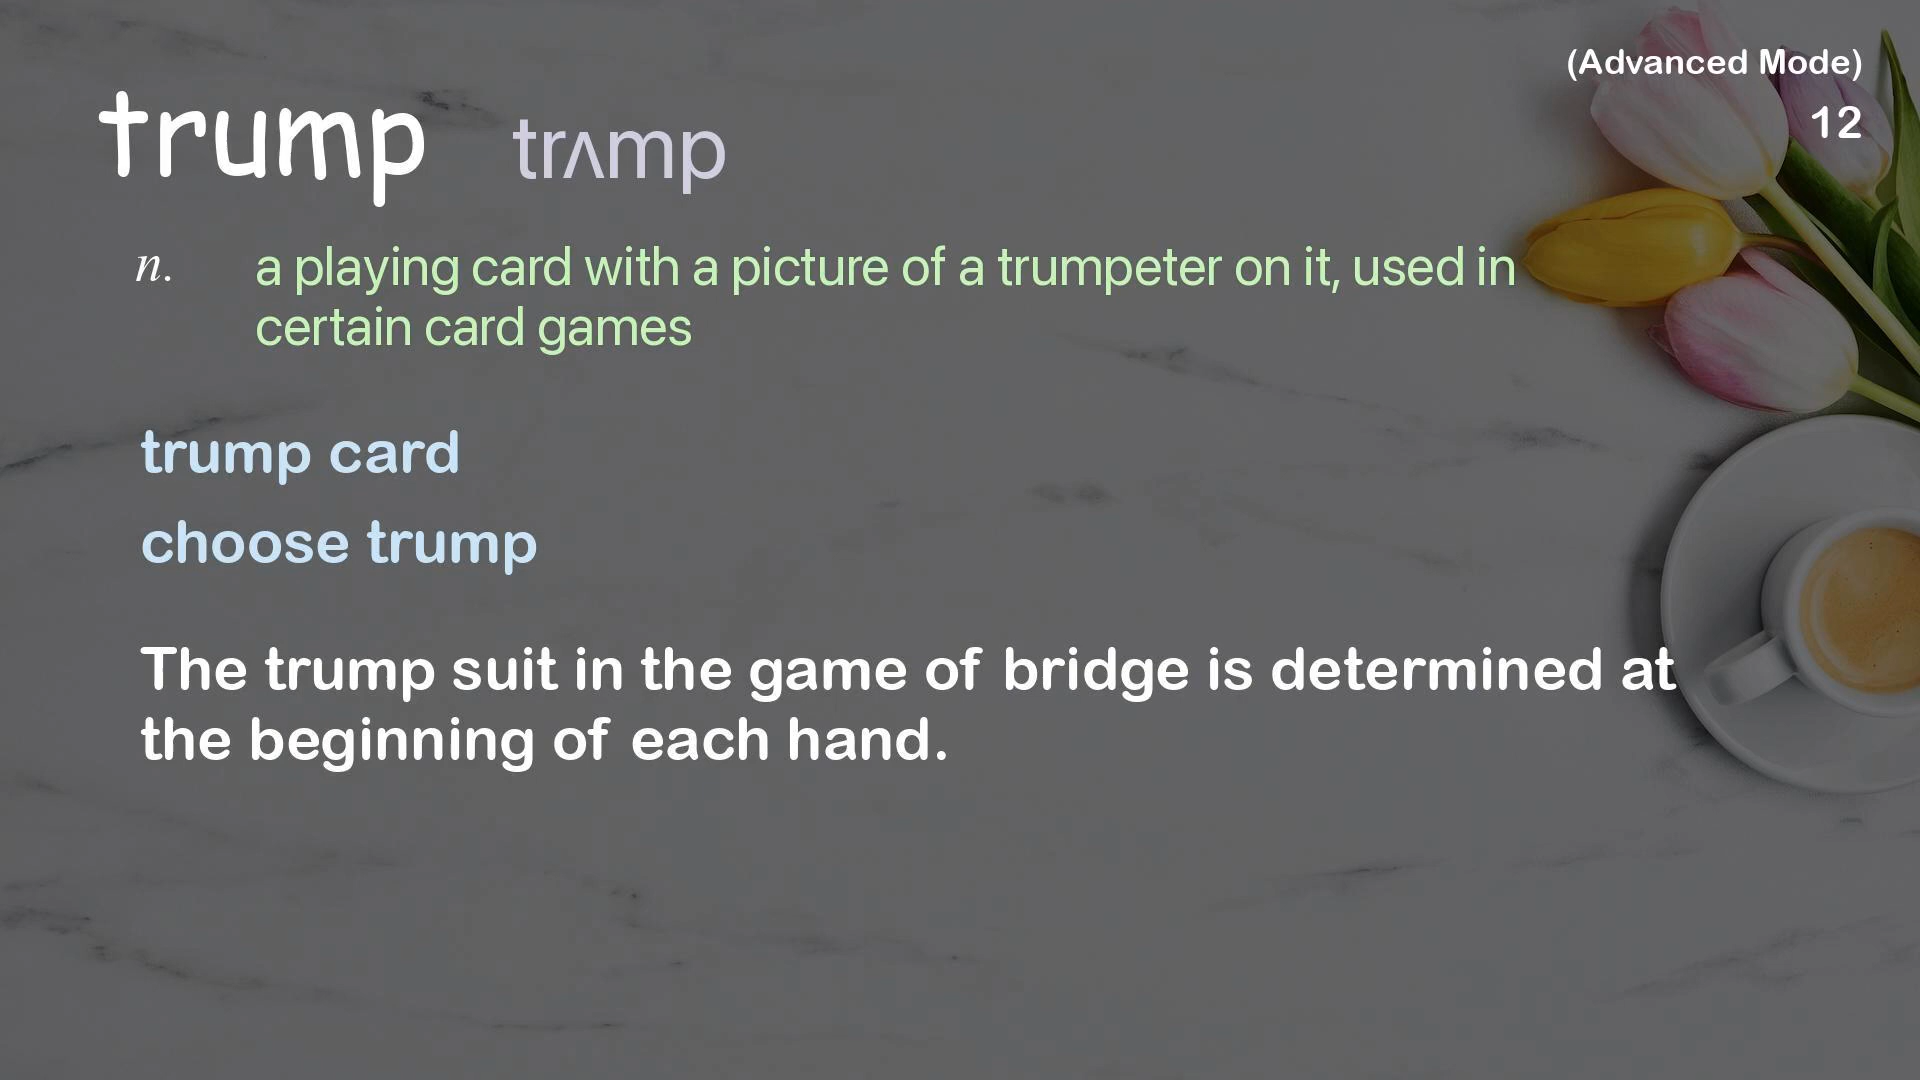 (Advanced Mode)
12
trump trʌmp
n. a playing card with a picture of a trumpeter on it, used in
certain card games
trump card
choose trump
The trump suit in the game of bridge is determined at
the beginning of each hand.